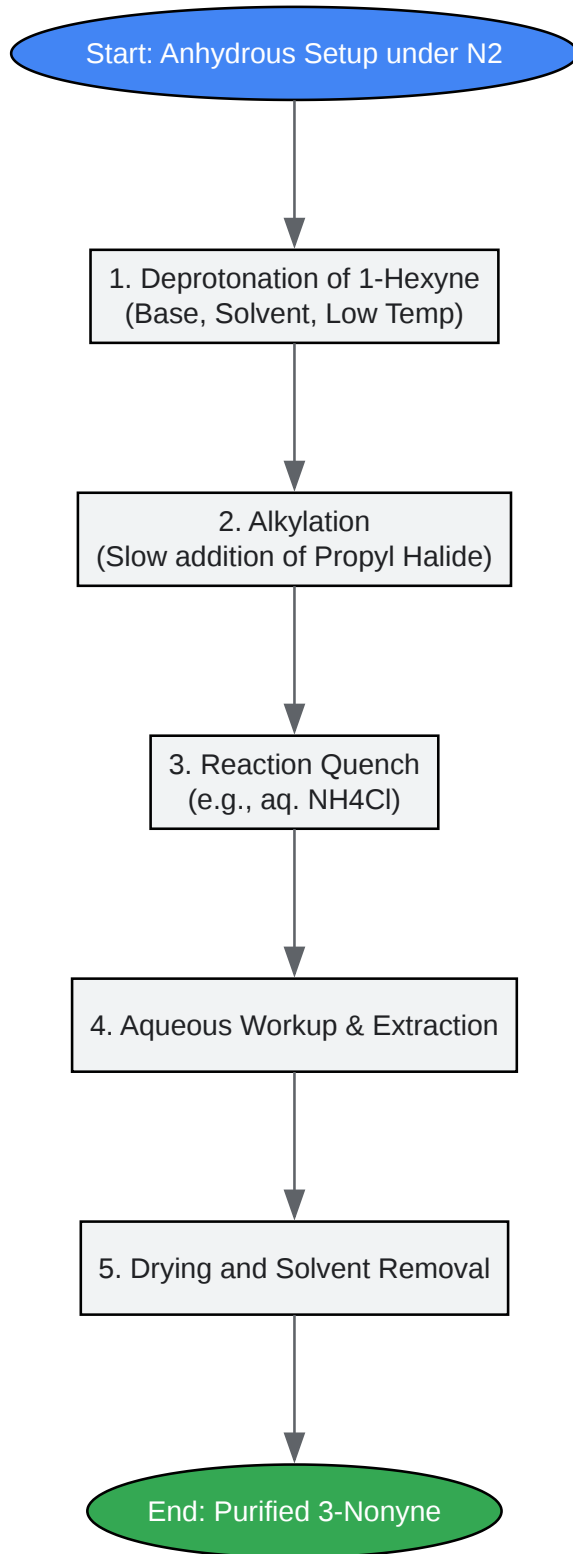 Start: Anhydrous Setup under N2
1. Deprotonation of 1-Hexyne
(Base, Solvent, Low Temp)
2. Alkylation
(Slow addition of Propyl Halide)
3. Reaction Quench
(e.g., aq. NH4Cl)
4. Aqueous Workup & Extraction
5. Drying and Solvent Removal
End: Purified 3-Nonyne